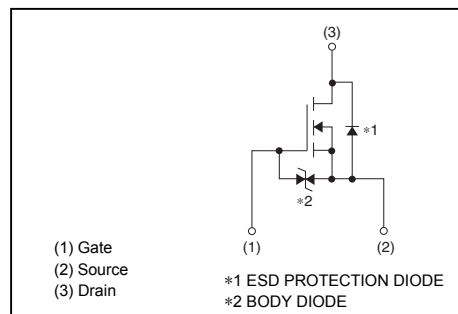 (3)
*1
*2
(1)
(2)
(1) Gate
(2) Source
(3) Drain
*1 ESD PROTECTION DIODE
*2 BODY DIODE